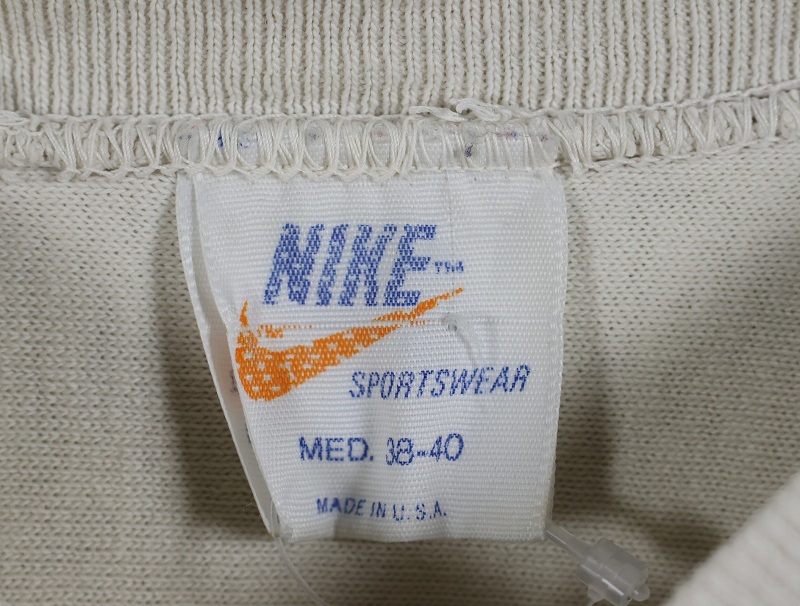 NIKE™
SPORTSWEAR
MED. 38-40
MADE IN U.S.A.